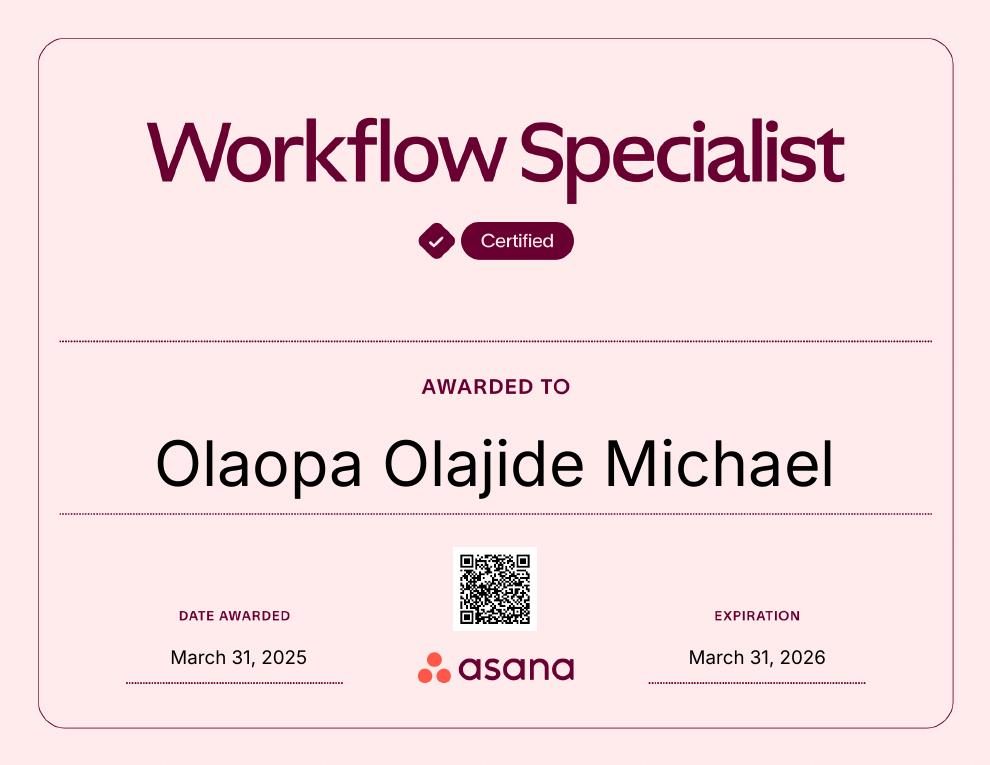 Workflow Specialist
Certified
AWARDED TO
Olaopa Olajide Michael
DATE AWARDED
March 31, 2025
asana
EXPIRATION
March 31, 2026